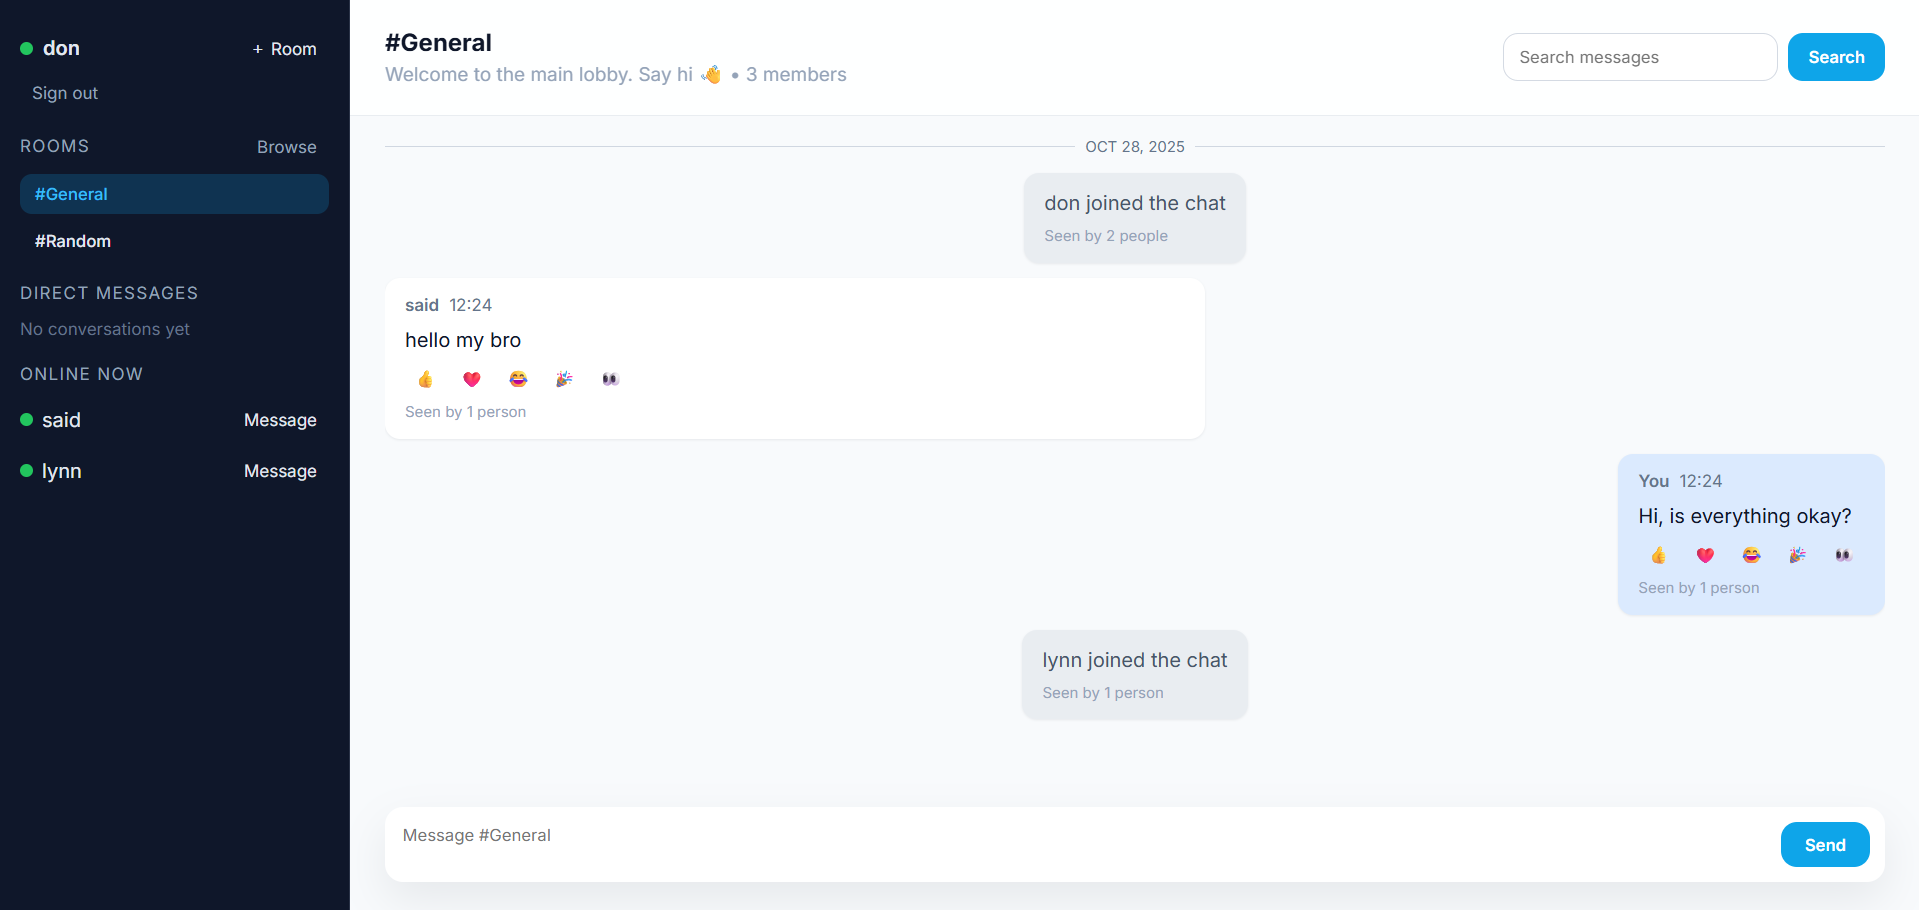 don
+ Room
Sign out
ROOMS
Browse
#General
#Random
DIRECT MESSAGES
No conversations yet
ONLINE NOW
said
Message
lynn
Message
#General
Welcome to the main lobby. Say hi 👋 • 3 members
Search messages
Search
OCT 28, 2025
don joined the chat
Seen by 2 people
said 12:24
hello my bro
👍 ❤️ 😂 🎉 👀
Seen by 1 person
You 12:24
Hi, is everything okay?
👍 ❤️ 😂 🎉 👀
Seen by 1 person
lynn joined the chat
Seen by 1 person
Message #General
Send